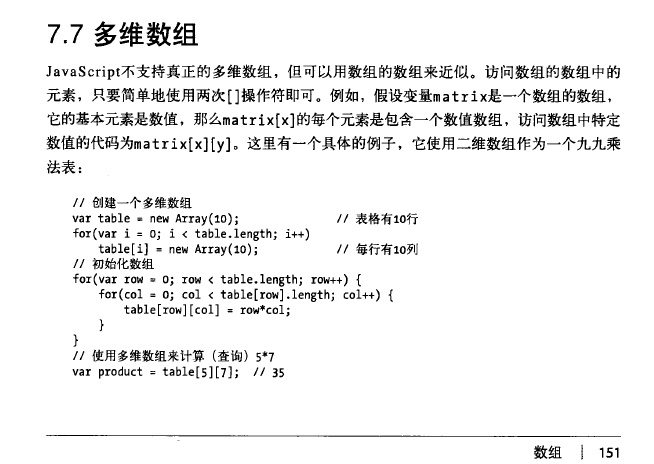 7.7 多维数组
JavaScript不支持真正的多维数组，但可以用数组的数组来近似。访问数组的数组中的
元素，只要简单地使用两次[]操作符即可。例如，假设变量matrix是一个数组的数组，
它的基本元素是数值，那么matrix[x]的每个元素是包含一个数值数组，访问数组中特定
数值的代码为matrix[x][y]。这里有一个具体的例子，它使用二维数组作为一个九九乘
法表：
// 创建一个多维数组
var table = new Array(10); // 表格有10行
for(var i = 0; i < table.length; i++)
table[i] = new Array(10); // 每行有10列
// 初始化数组
for(var row = 0; row < table.length; row++) {
for(col = 0; col < table[row].length; col++) {
table[row][col] = row*col;
}
}
// 使用多维数组来计算（查询）5*7
var product = table[5][7]; // 35
数组 | 151